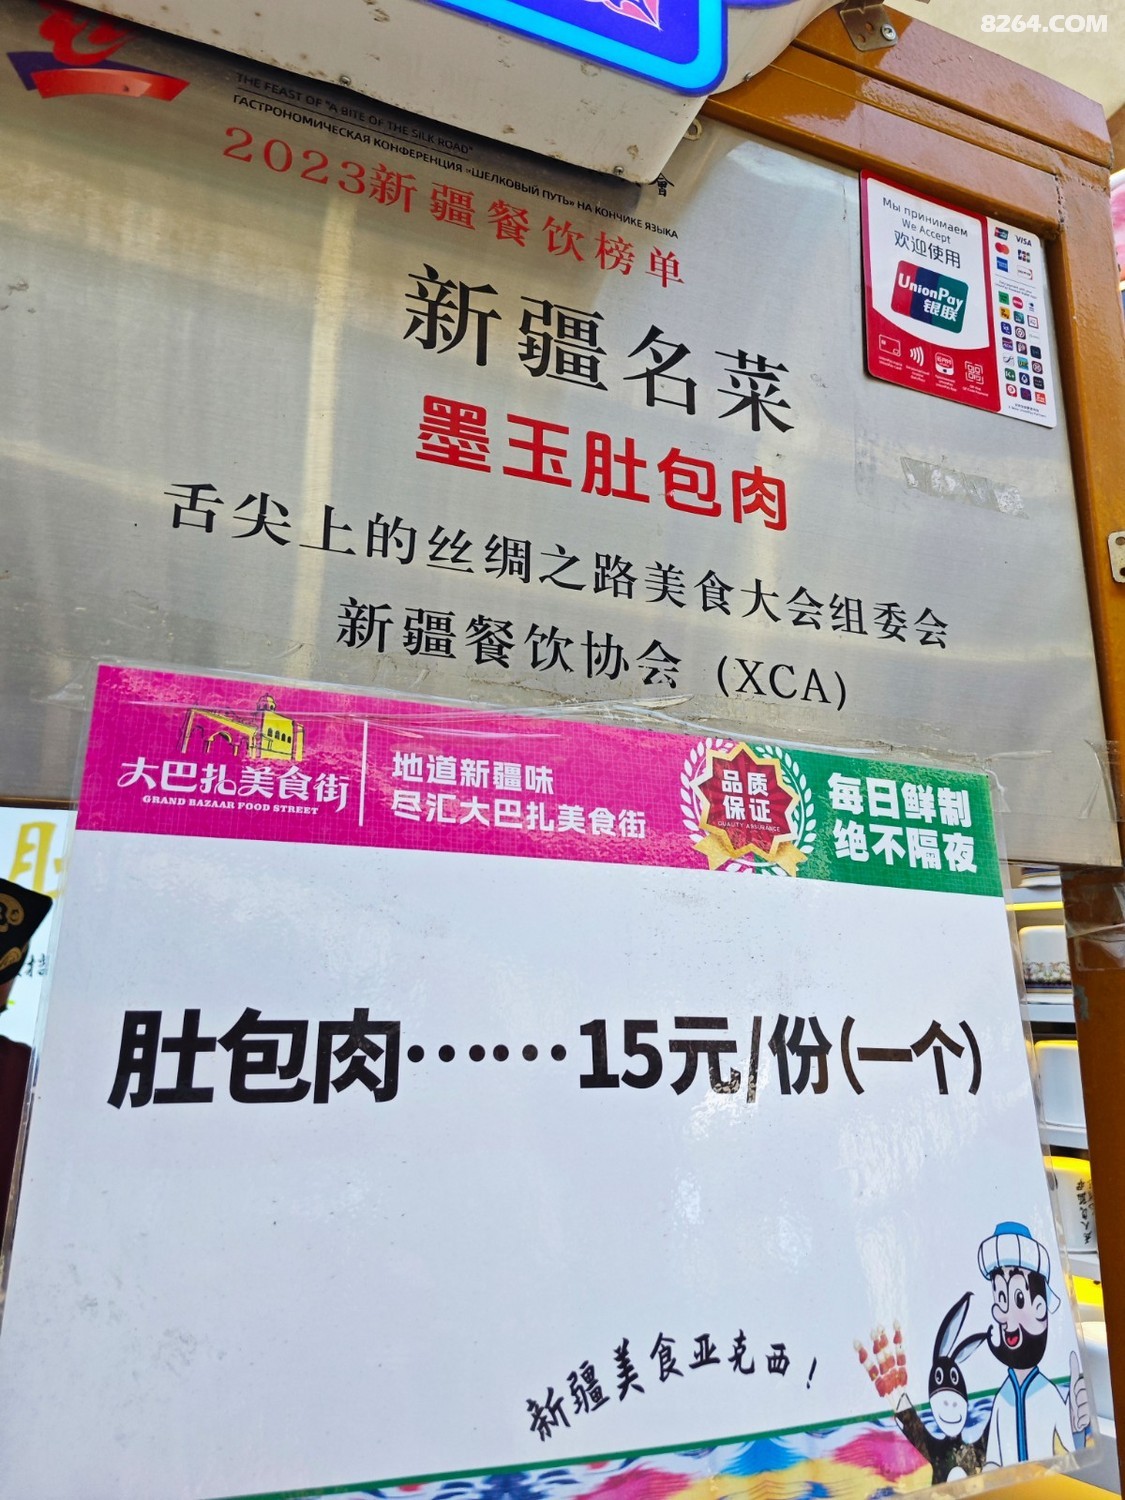 8264.COM
THE FEAST OF "A BITE OF THE SILK ROAD"
ГАСТРОНОМИЧЕСКАЯ КОНФЕРЕНЦИЯ «ШЕЛКОВЫЙ ПУТЬ» НА КОНЧИКЕ ЯЗЫКА
2023新疆餐饮榜单
新疆名菜
墨玉肚包肉
舌尖上的丝绸之路美食大会组委会
新疆餐饮协会 (XCA)
Мы принимаем
We Accept
欢迎使用
UnionPay
银联
VISA
大巴扎美食街
GRAND BAZAAR FOOD STREET
地道新疆味
尽汇大巴扎美食街
品质
保证
QUALITY ASSURANCE
每日鲜制
绝不隔夜
肚包肉……15元/份(一个)
新疆美食亚克西！